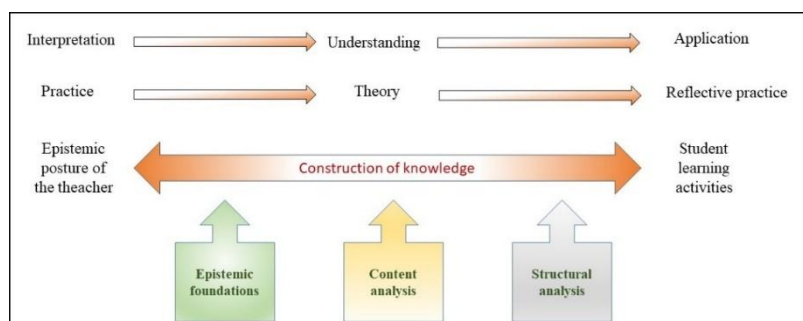 Interpretation Understanding Application
Practice Theory Reflective practice
Epistemic
posture of
the theacher
Construction of knowledge
Student
learning
activities
Epistemic
foundations
Content
analysis
Structural
analysis